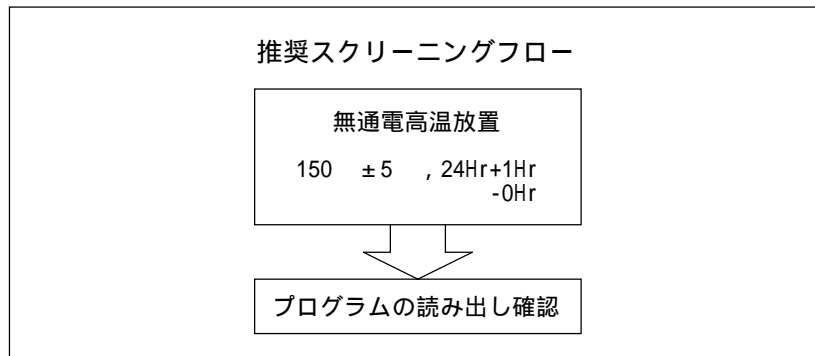 推奨スクリーニングフロー
無通電高温放置
150 ±5 , 24Hr+1Hr
-0Hr
プログラムの読み出し確認